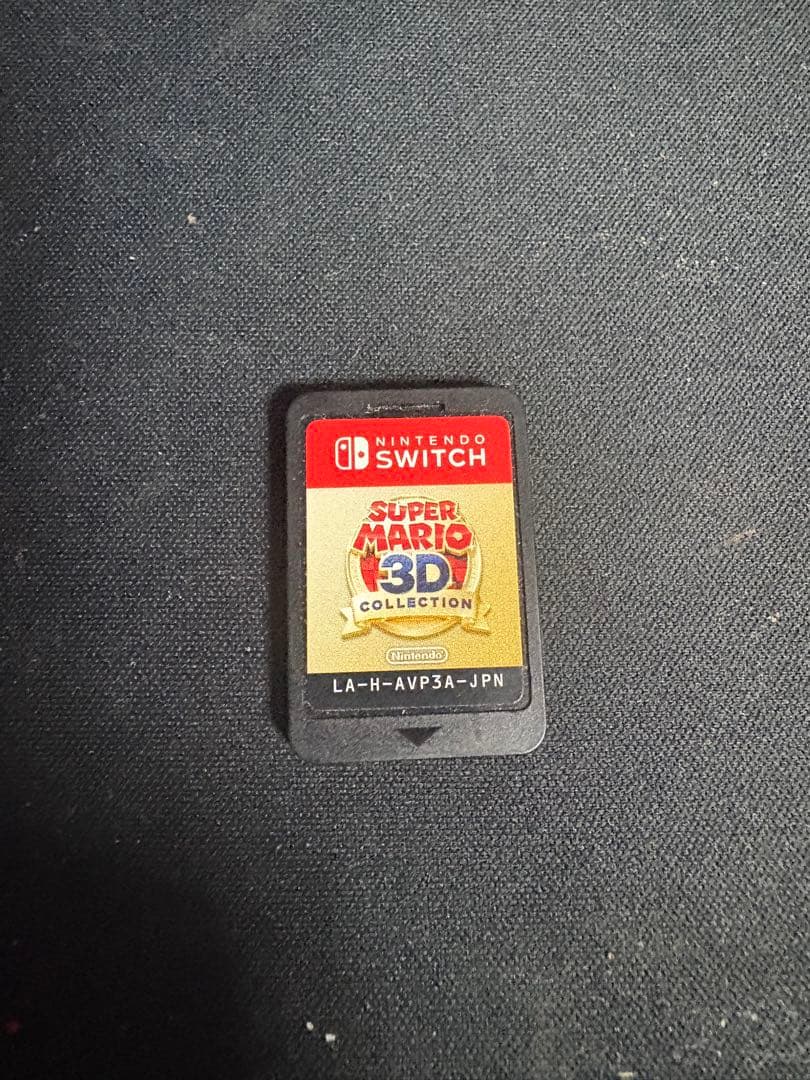 NINTENDO
SWITCH
SUPER
MARIO
3D
COLLECTION
Nintendo
LA-H-AVP3A-JPN